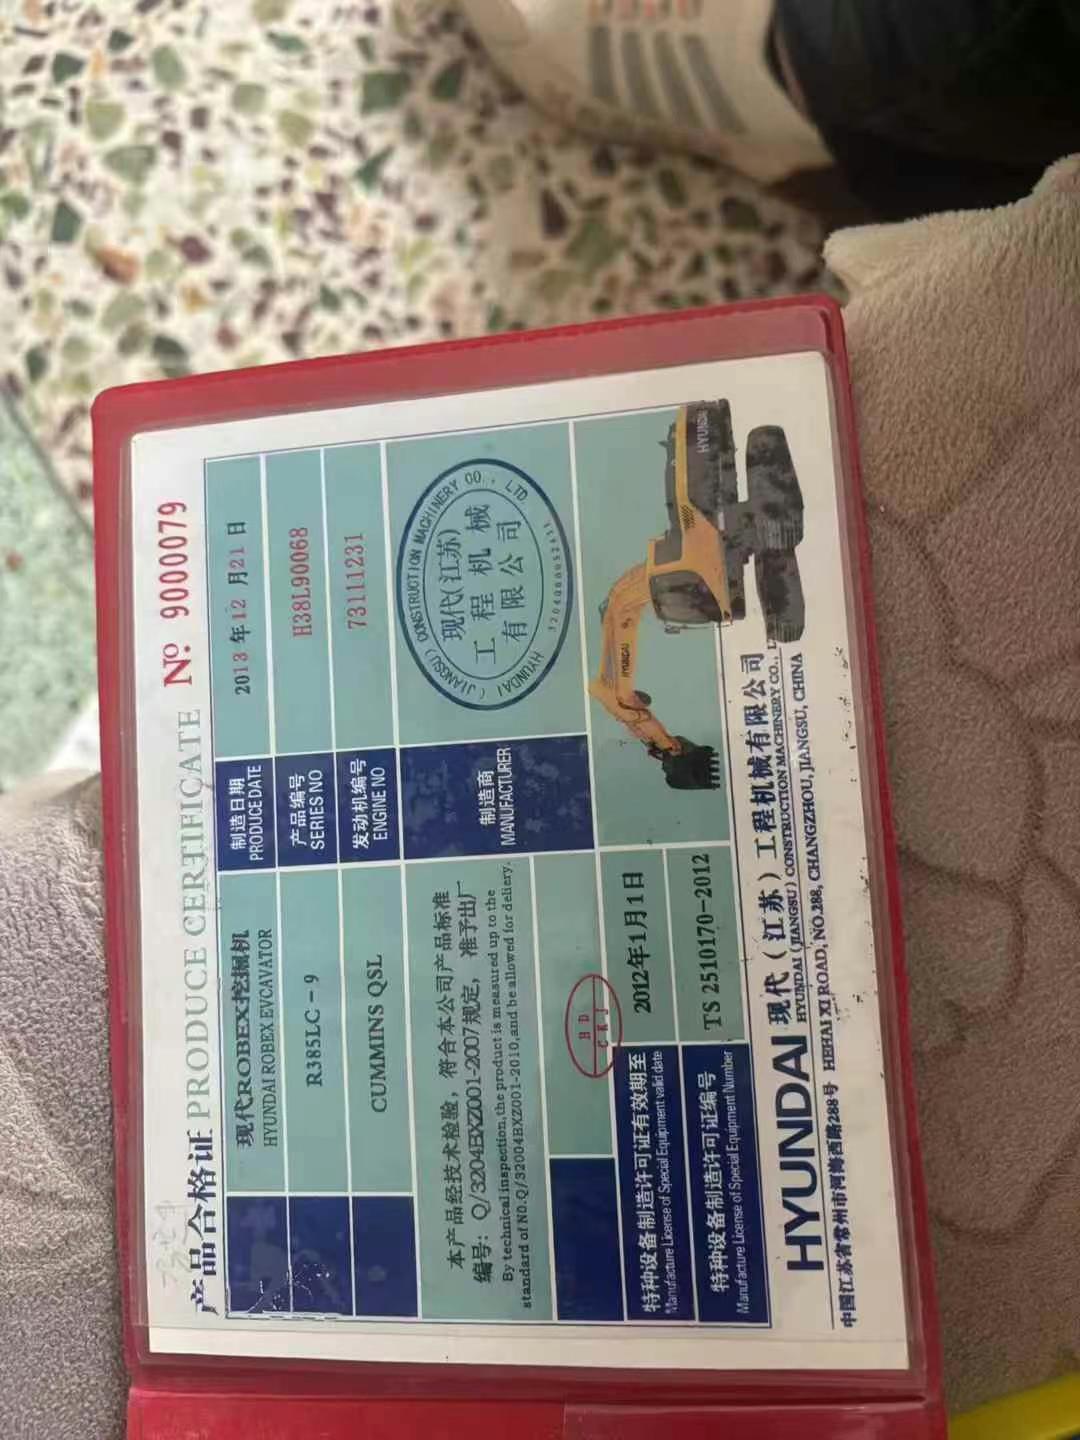 产品合格证 PRODUCE CERTIFICATE № 9000079
现代ROBEX挖掘机
HYUNDAI ROBEX EVCAVATOR
制造日期
PRODUCE DATE
2013年12月21日
R385LC-9
产品编号
SERIES NO
H38L90068
CUMMINS QSL
发动机编号
ENGINE NO
73111231
本产品经技术检验，符合本公司产品标准
编号：Q/3204BXZ001-2007规定，准予出厂
By technical inspection,the product is measured up to the
standard of NO.Q/32004BXZ001-2010,and be allowed for deliery.
制造商
MANUFACTURER
HYUNDAI (JIANGSU) CONSTRUCTION MACHINERY CO., LTD.
现代(江苏)
工程机械
有限公司
HD
CKJ
特种设备制造许可证有效期至
Manufacture License of Special Equipment valid date
2012年1月1日
特种设备制造许可证编号
Manufacture License of Special Equipment Number
TS 2510170-2012
HYUNDAI
HYUNDAI
HYUNDAI 现代（江苏）工程机械有限公司
HYUNDAI (JIANGSU) CONSTRUCTION MACHINERY CO., L
中国江苏省常州市河海西路288号 HEHAI XI ROAD, NO.288, CHANGZHOU, JIANGSU, CHINA